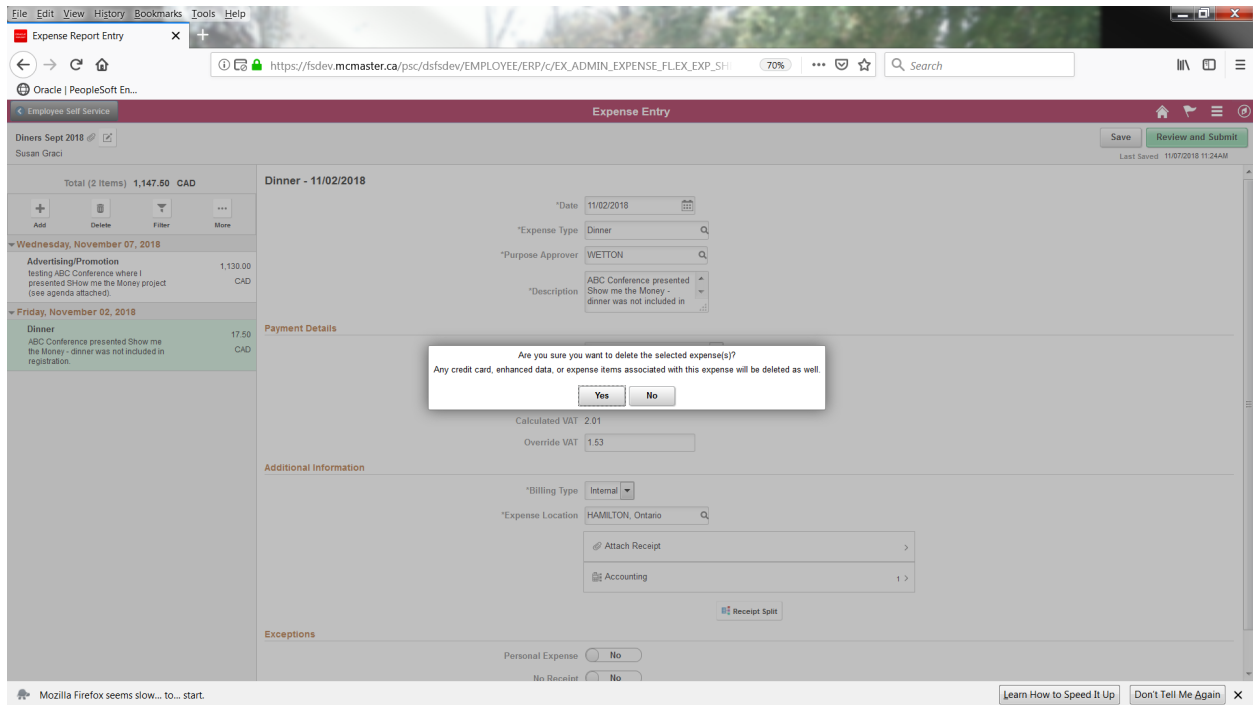 File Edit View History Bookmarks Tools Help
Expense Report Entry
https://fsdev.mcmaster.ca/psc/dsfsdev/EMPLOYEE/ERP/c/EX_ADMIN_EXPENSE_FL.EX_EXP_SH
70%
Search
Oracle | PeopleSoft En...
Employee Self Service
Expense Entry
Diners Sept 2018
Susan Graci
Save
Review and Submit
Last Saved 11/07/2018 11:24AM
Total (2 Items) 1,147.50 CAD
Add Delete Filter More
Wednesday, November 07, 2018
Advertising/Promotion
testing ABC Conference where I
presented SHow me the Money project
(see agenda attached).
1,130.00
CAD
Friday, November 02, 2018
Dinner
ABC Conference presented Show me
the Money - dinner was not included in
registration.
17.50
CAD
Dinner - 11/02/2018
*Date 11/02/2018
*Expense Type Dinner
*Purpose Approver WETTON
*Description
ABC Conference presented
Show me the Money -
dinner was not included in
Payment Details
Are you sure you want to delete the selected expense(s)?
Any credit card, enhanced data, or expense items associated with this expense will be deleted as well.
Yes No
Calculated VAT 2.01
Override VAT 1.53
Additional Information
*Billing Type Internal
*Expense Location HAMILTON, Ontario
Attach Receipt
Accounting 1
Receipt Split
Exceptions
Personal Expense No
No Receipt No
Mozilla Firefox seems slow... to... start.
Learn How to Speed It Up
Don't Tell Me Again